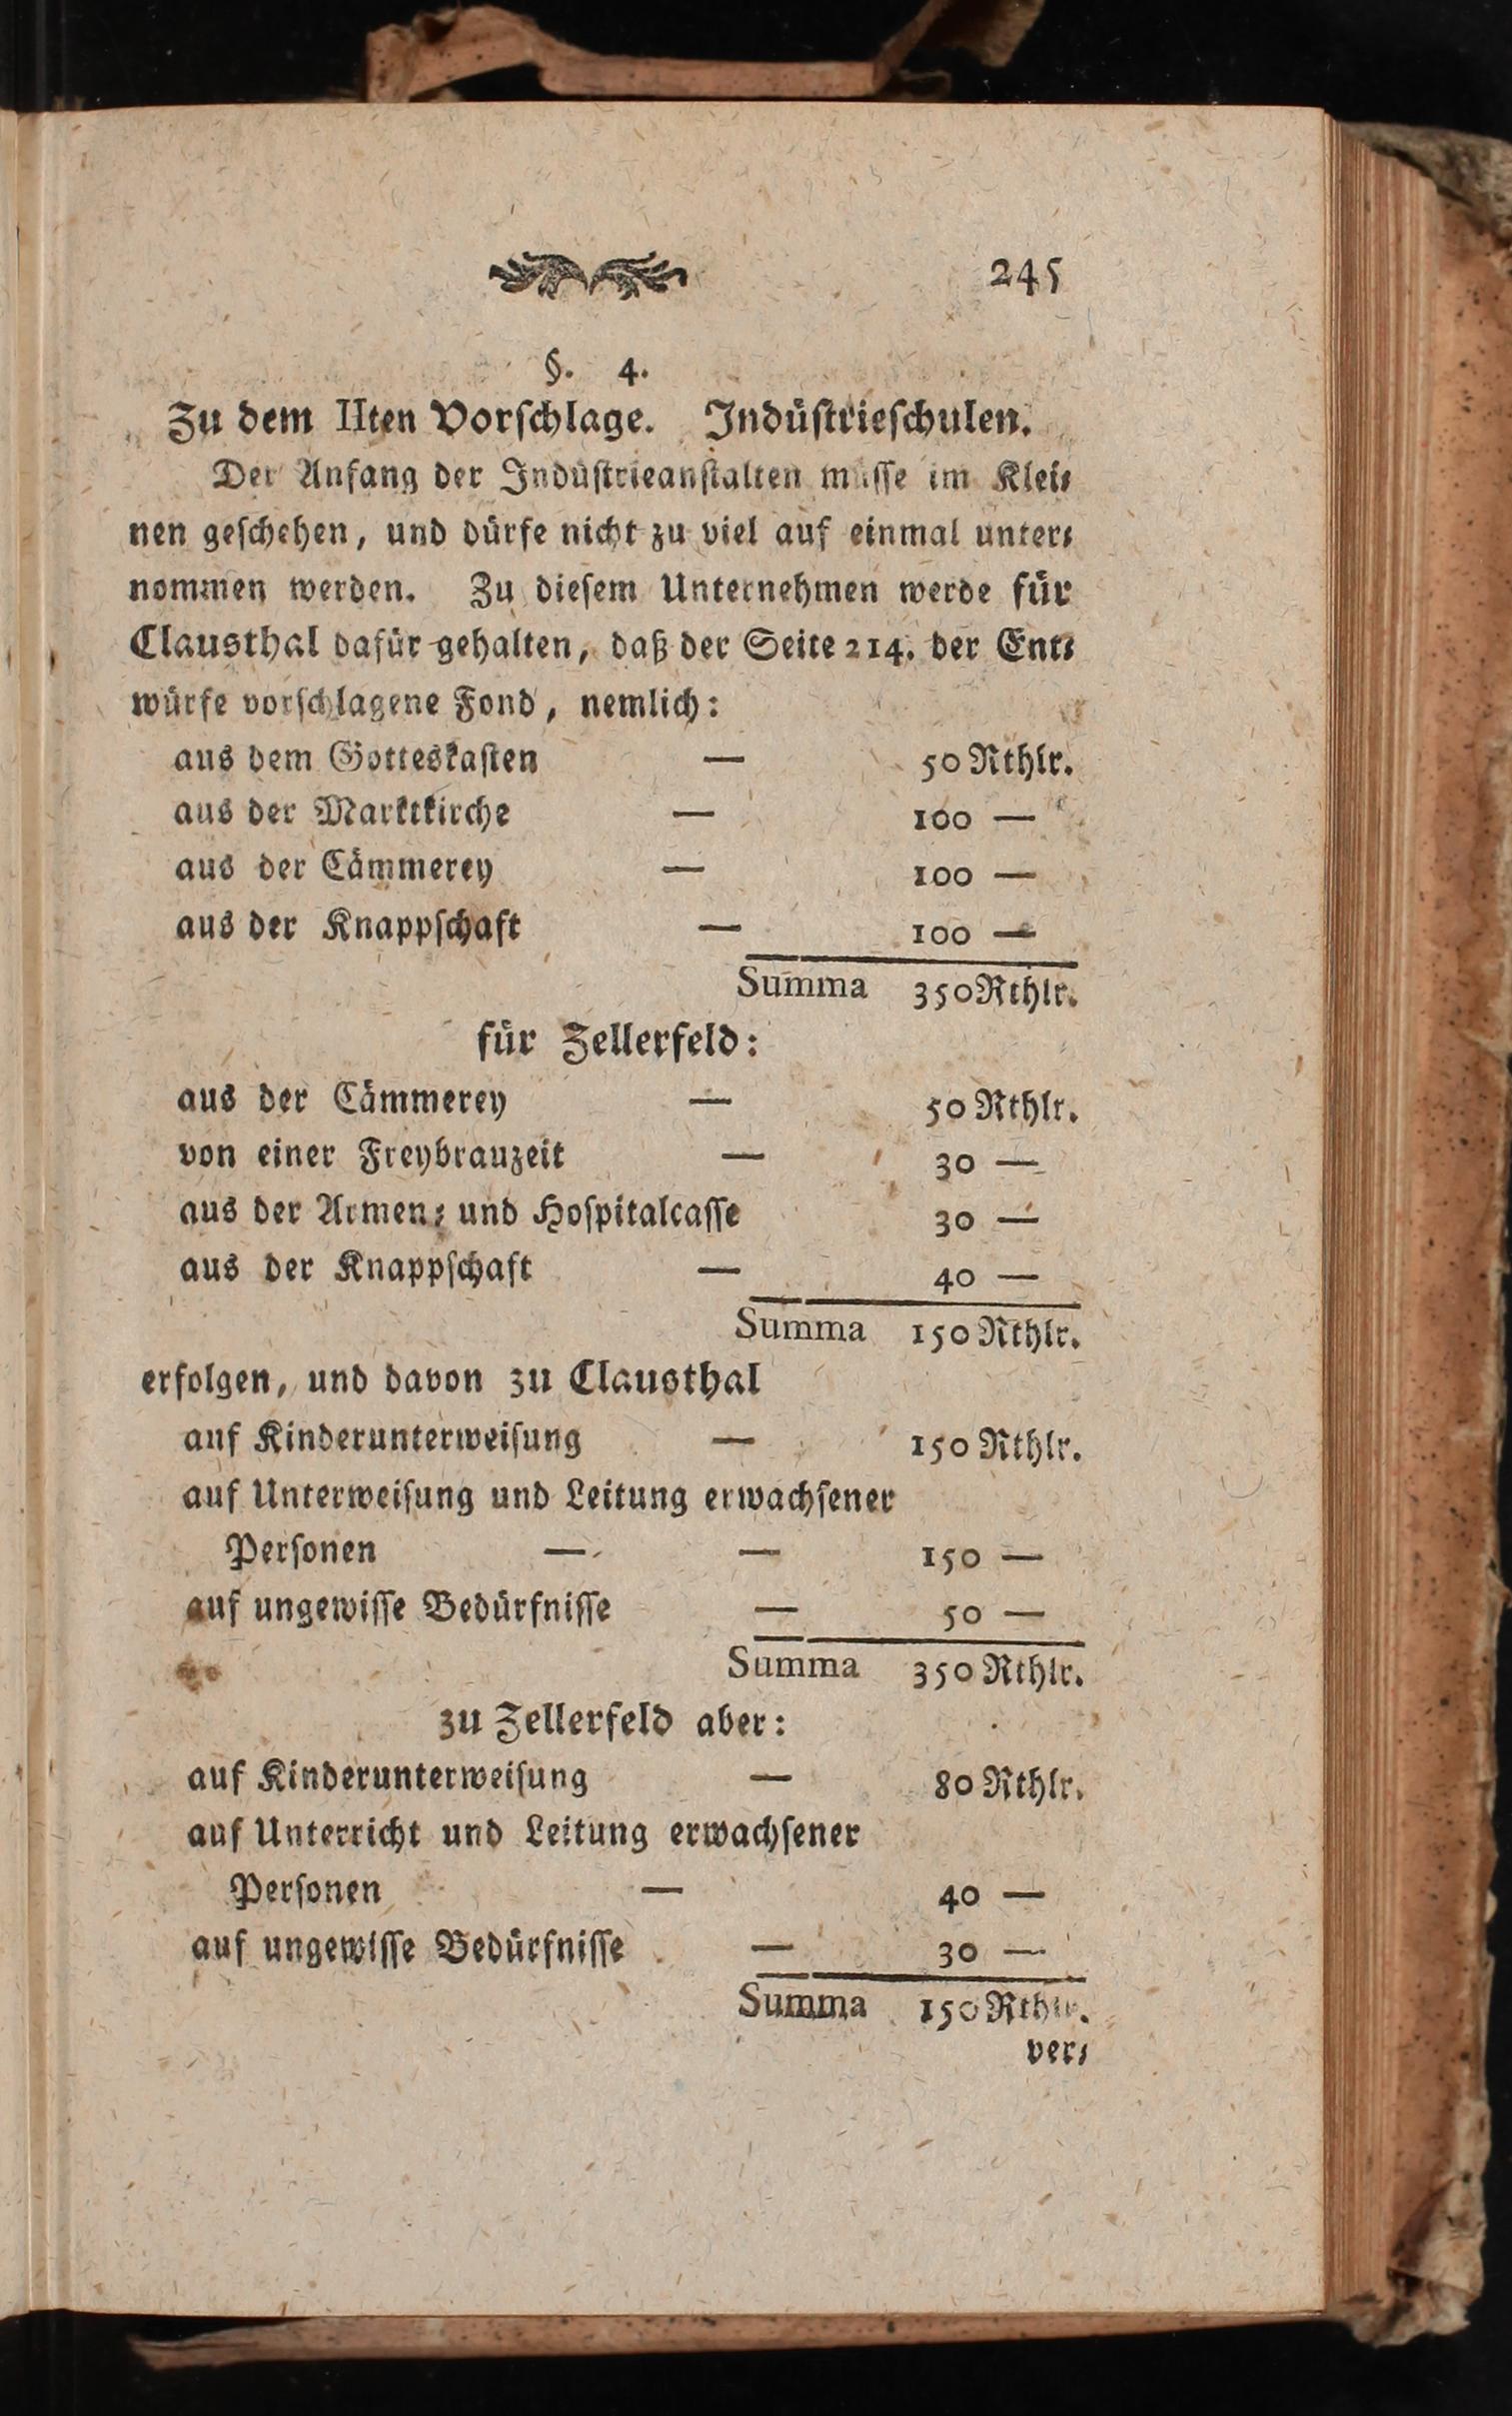 245
§. 4.
Zu dem IIten Vorschlage. Indüstrieschulen.
Der Anfang der Indüstrieanstalten müsse im Klei-
nen geschehen, und dürfe nicht zu viel auf einmal unter-
nommen werden. Zu diesem Unternehmen werde für
Clausthal dafür gehalten, daß der Seite 214. der Ent-
würfe vorschlagene Fond, nemlich:
aus dem Gotteskasten — 50 Rthlr.
aus der Marktkirche — 100 —
aus der Cämmerey — 100 —
aus der Knappschaft — 100 —
Summa 350 Rthlr.
für Zellerfeld:
aus der Cämmerey — 50 Rthlr.
von einer Freybrauzeit — 30 —
aus der Armen- und Hospitalcasse 30 —
aus der Knappschaft — 40 —
Summa 150 Rthlr.
erfolgen, und davon zu Clausthal
auf Kinderunterweisung — 150 Rthlr.
auf Unterweisung und Leitung erwachsener
Personen — — 150 —
auf ungewisse Bedürfnisse — 50 —
Summa 350 Rthlr.
zu Zellerfeld aber:
auf Kinderunterweisung — 80 Rthlr.
auf Unterricht und Leitung erwachsener
Personen — 40 —
auf ungewisse Bedürfnisse — 30 —
Summa 150 Rthlr.
ver-